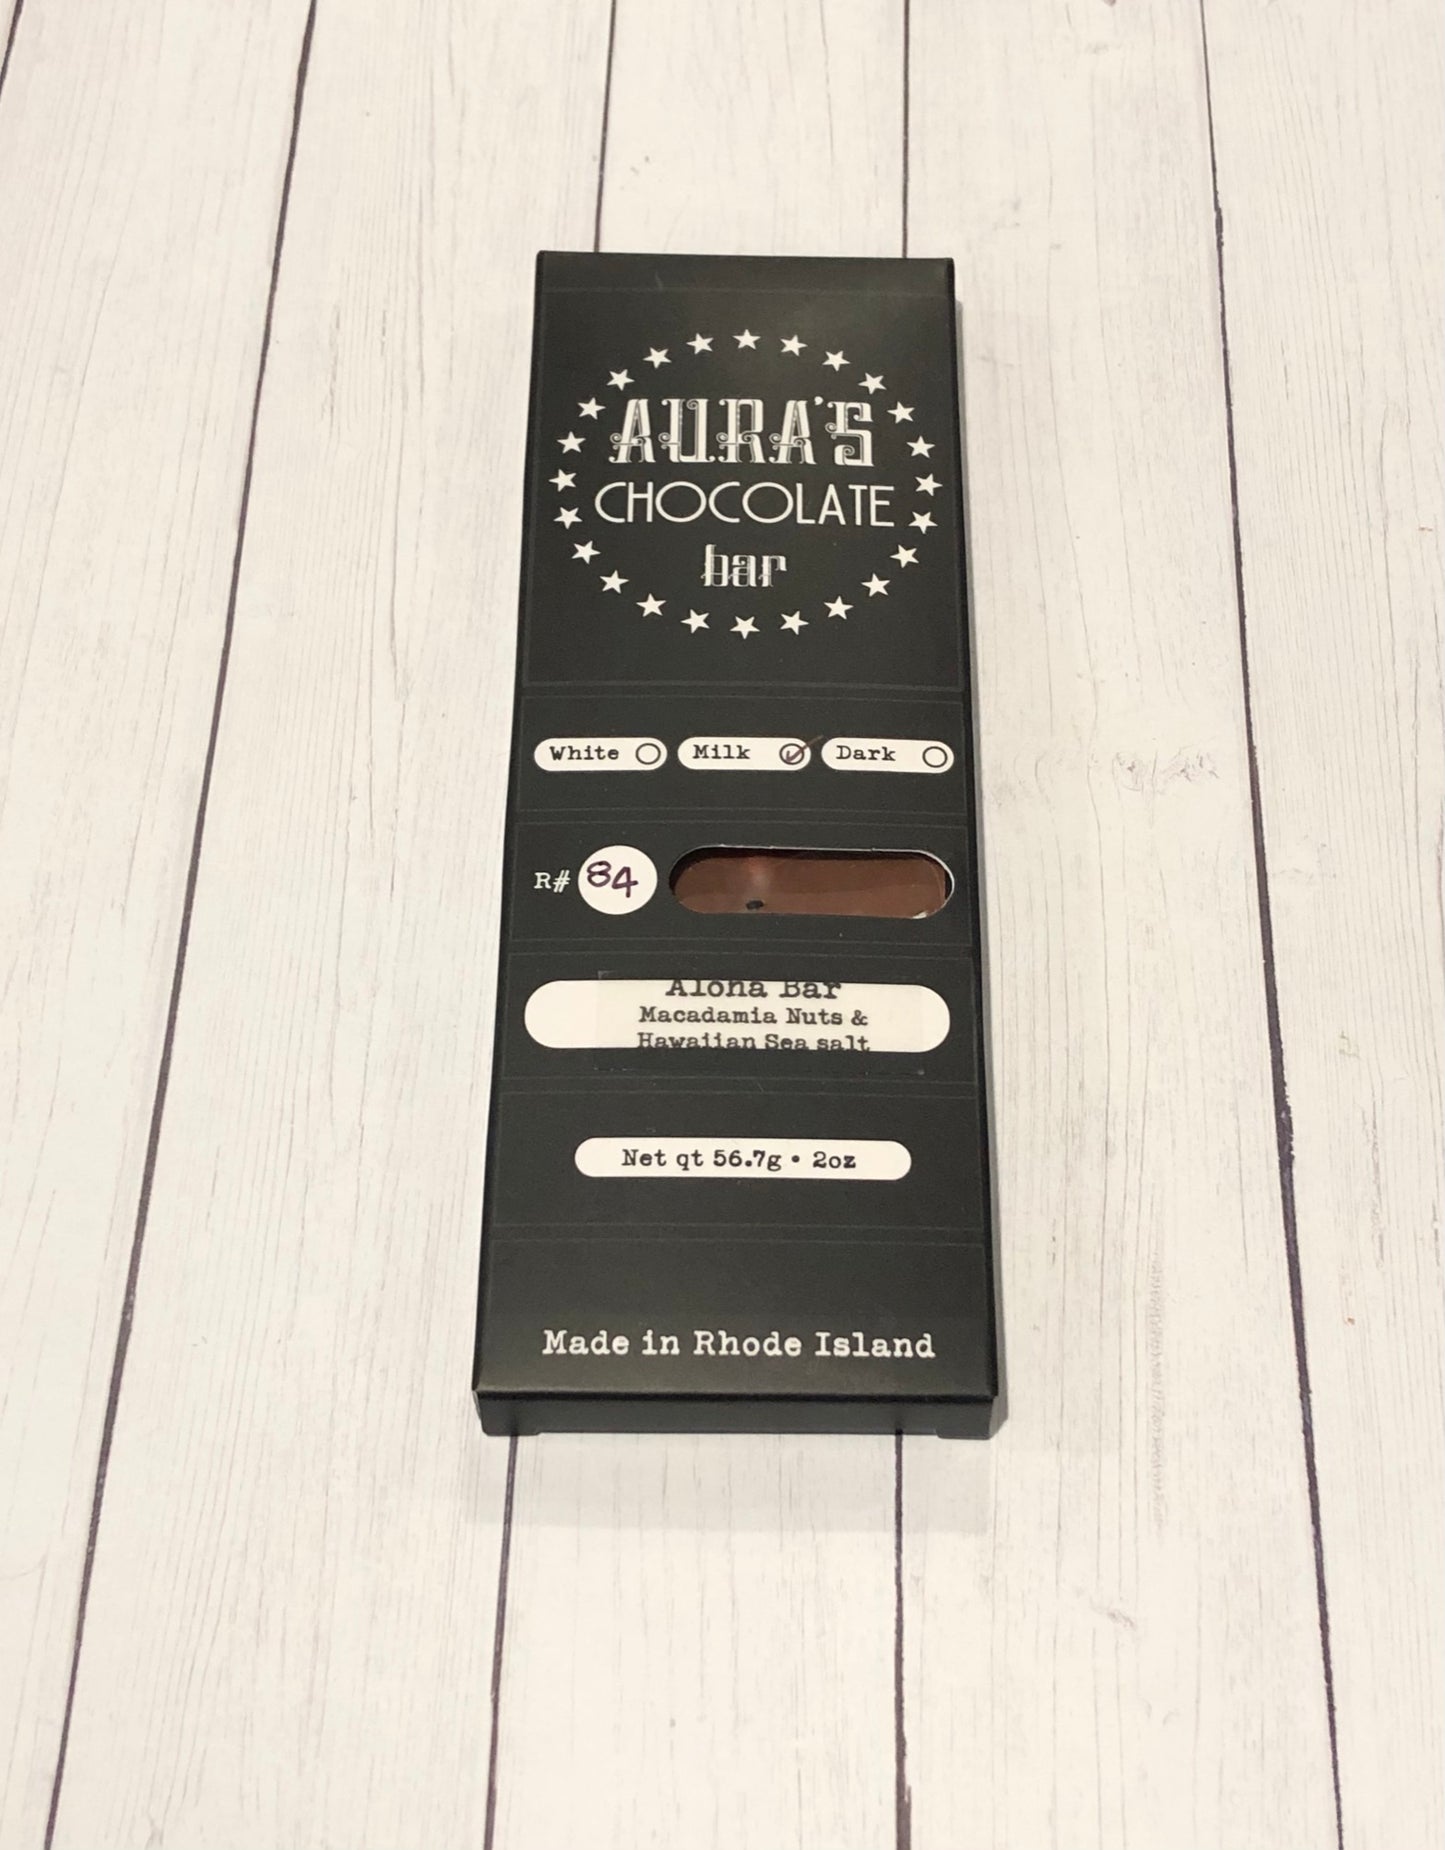 AURA'S
CHOCOLATE
bar
White Milk Dark
R# 84
Aloha Bar
Macadamia Nuts &
Hawaiian Sea salt
Net qt 56.7g • 2oz
Made in Rhode Island